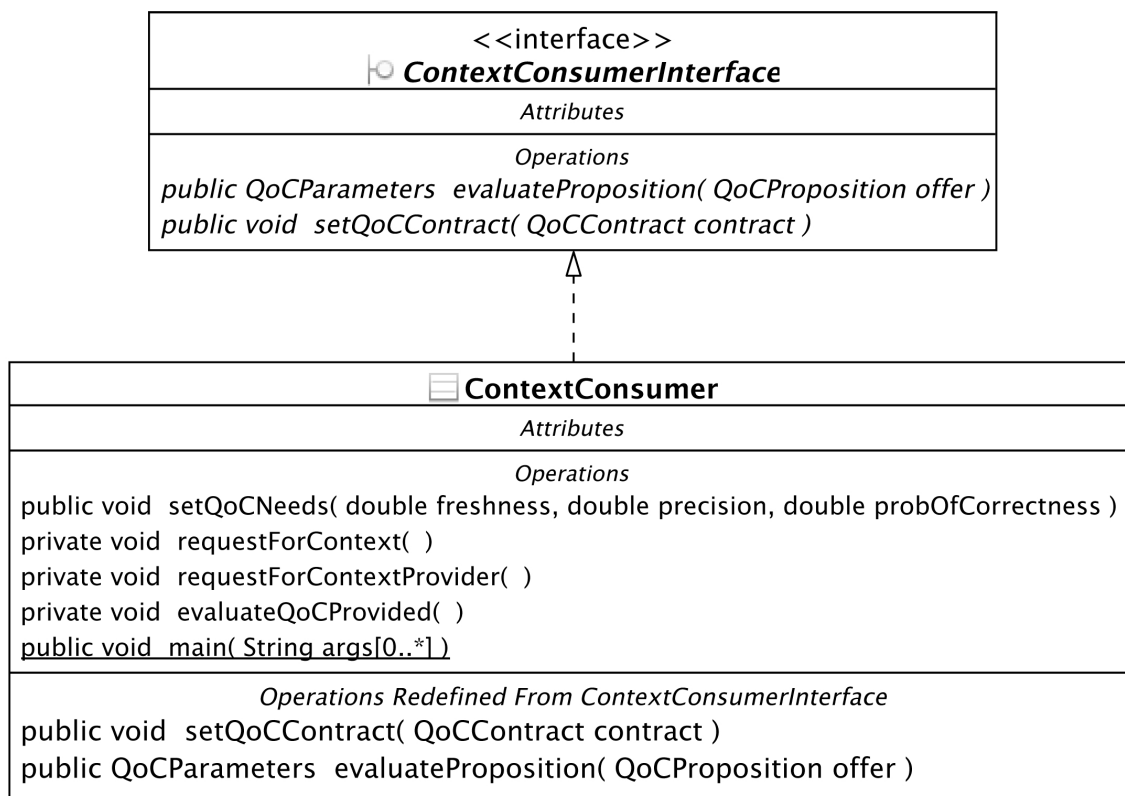 <<interface>>
ContextConsumerInterface
Attributes
Operations
public QoCParameters evaluateProposition( QoCProposition offer )
public void setQoCContract( QoCContract contract )
ContextConsumer
Attributes
Operations
public void setQoCNeeds( double freshness, double precision, double probOfCorrectness )
private void requestForContext( )
private void requestForContextProvider( )
private void evaluateQoCProvided( )
public void main( String args[0..*] )
Operations Redefined From ContextConsumerInterface
public void setQoCContract( QoCContract contract )
public QoCParameters evaluateProposition( QoCProposition offer )